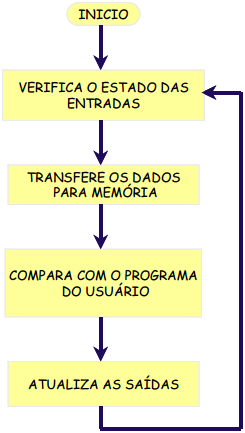 INICIO
VERIFICA O ESTADO DAS
ENTRADAS
TRANSFERE OS DADOS
PARA MEMÓRIA
COMPARA COM O PROGRAMA
DO USUÁRIO
ATUALIZA AS SAÍDAS